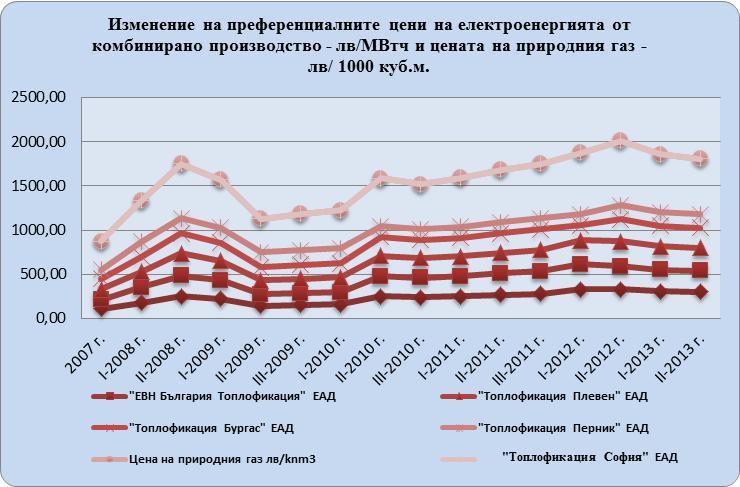 Изменение на преференциалните цени на електроенергията от
комбинирано производство - лв/МВтч и цената на природния газ -
лв/ 1000 куб.м.
2500,00
2000,00
1500,00
1000,00
500,00
0,00
2007 г.
I-2008 г.
II-2008 г.
I-2009 г.
II-2009 г.
III-2009 г.
I-2010 г.
II-2010 г.
III-2010 г.
I-2011 г.
II-2011 г.
III-2011 г.
I-2012 г.
II-2012 г.
I-2013 г.
II-2013 г.
"ЕВН България Топлофикация" ЕАД
"Топлофикация Плевен" ЕАД
"Топлофикация Бургас" ЕАД
"Топлофикация Перник" ЕАД
Цена на природния газ лв/knm3
"Топлофикация София" ЕАД